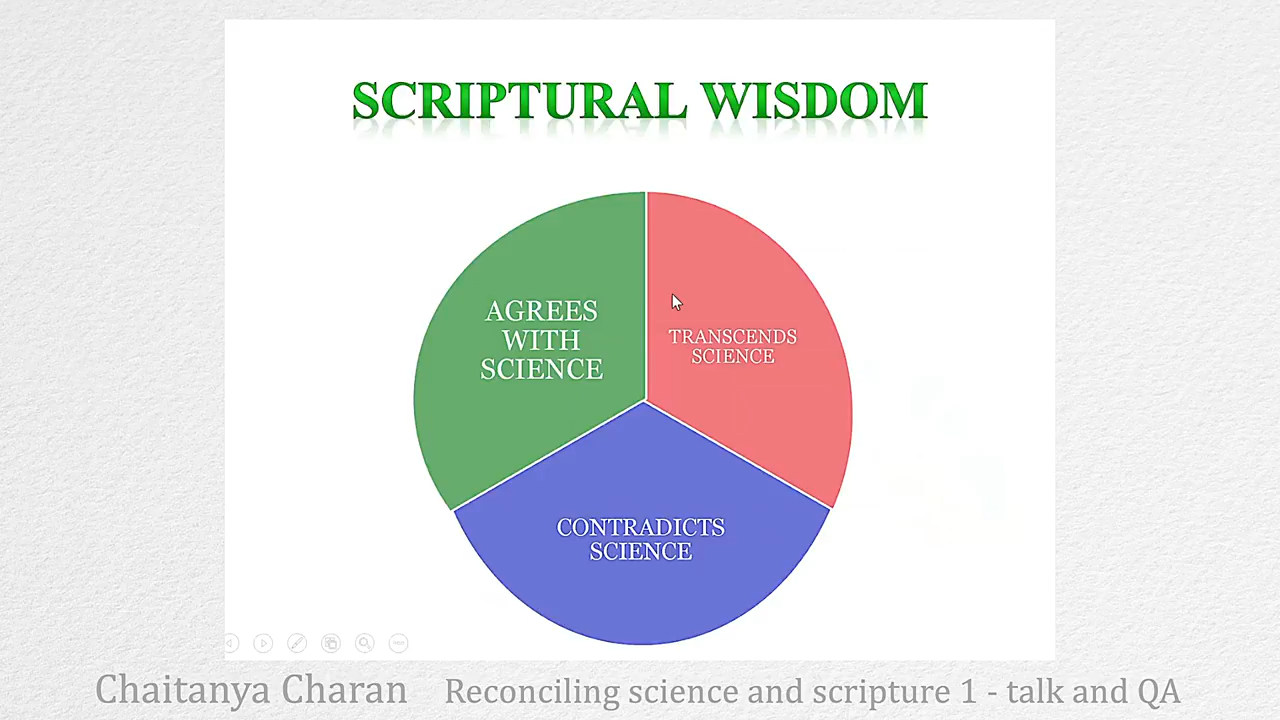 SCRIPTURAL WISDOM
AGREES
WITH
SCIENCE
TRANSCENDS
SCIENCE
CONTRADICTS
SCIENCE
Chaitanya Charan Reconciling science and scripture 1 - talk and QA